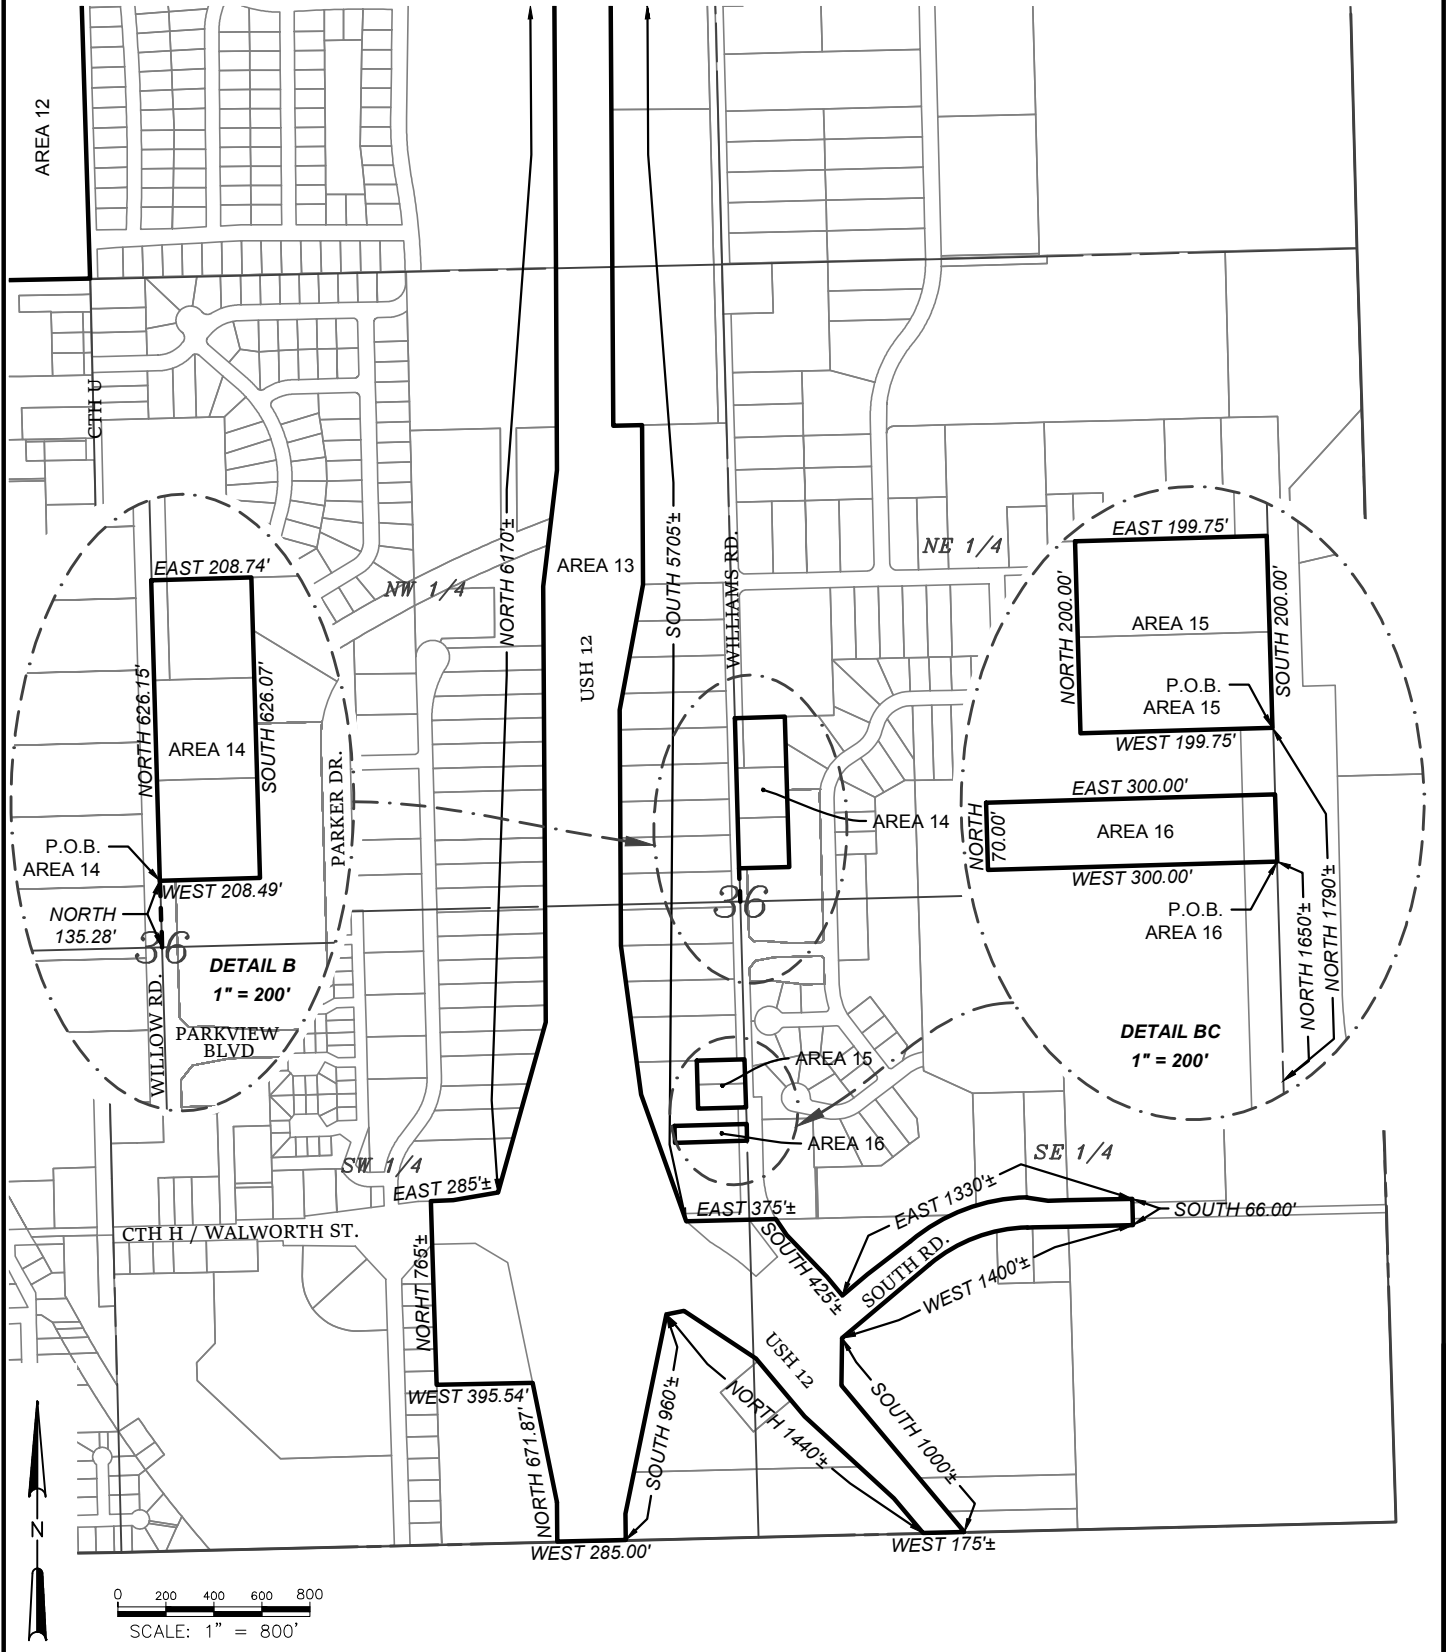 AREA 12
CTH U
NORTH 6170'±
SOUTH 5705'±
AREA 13
USH 12
WILLIAMS RD.
NW 1/4
NE 1/4
EAST 208.74'
NORTH 626.15'
SOUTH 626.07'
AREA 14
P.O.B.
AREA 14
WEST 208.49'
NORTH
135.28'
36
DETAIL B
1" = 200'
WILLOW RD.
PARKVIEW
BLVD
PARKER DR.
AREA 14
36
EAST 199.75'
NORTH 200.00'
SOUTH 200.00'
AREA 15
P.O.B.
AREA 15
WEST 199.75'
EAST 300.00'
NORTH
70.00'
AREA 16
WEST 300.00'
P.O.B.
AREA 16
NORTH 1650'±
NORTH 1790'±
DETAIL BC
1" = 200'
AREA 15
AREA 16
SW 1/4
SE 1/4
EAST 285'±
CTH H / WALWORTH ST.
NORHT 765'±
WEST 395.54'
NORTH 671.87'
WEST 285.00'
SOUTH 960'±
NORTH 1440'±
USH 12
EAST 375'±
SOUTH 425'±
EAST 1330'±
SOUTH 66.00'
SOUTH RD.
WEST 1400'±
SOUTH 1000'±
WEST 175'±
N
0 200 400 600 800
SCALE: 1" = 800'